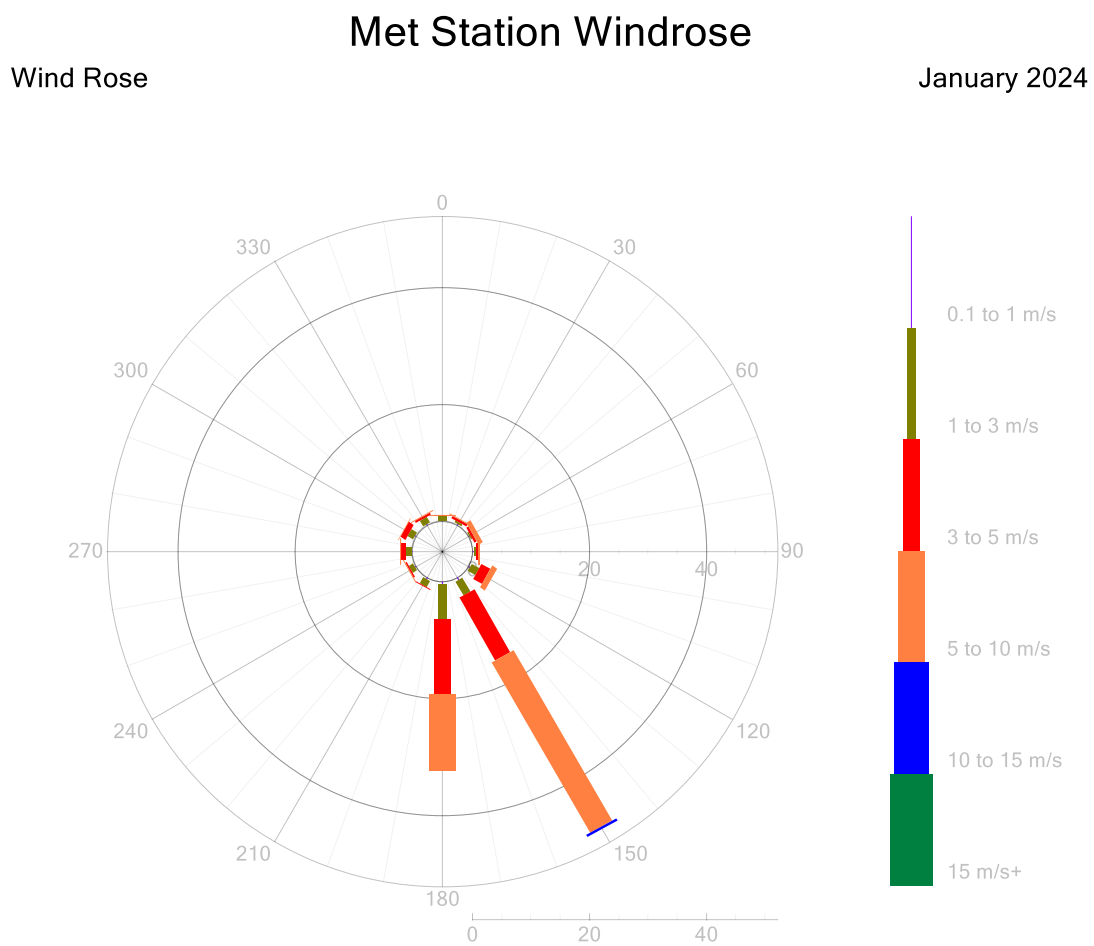 Met Station Windrose
Wind Rose
January 2024
0
30
60
90
120
150
180
210
240
270
300
330
20
40
0.1 to 1 m/s
1 to 3 m/s
3 to 5 m/s
5 to 10 m/s
10 to 15 m/s
15 m/s+
0 20 40